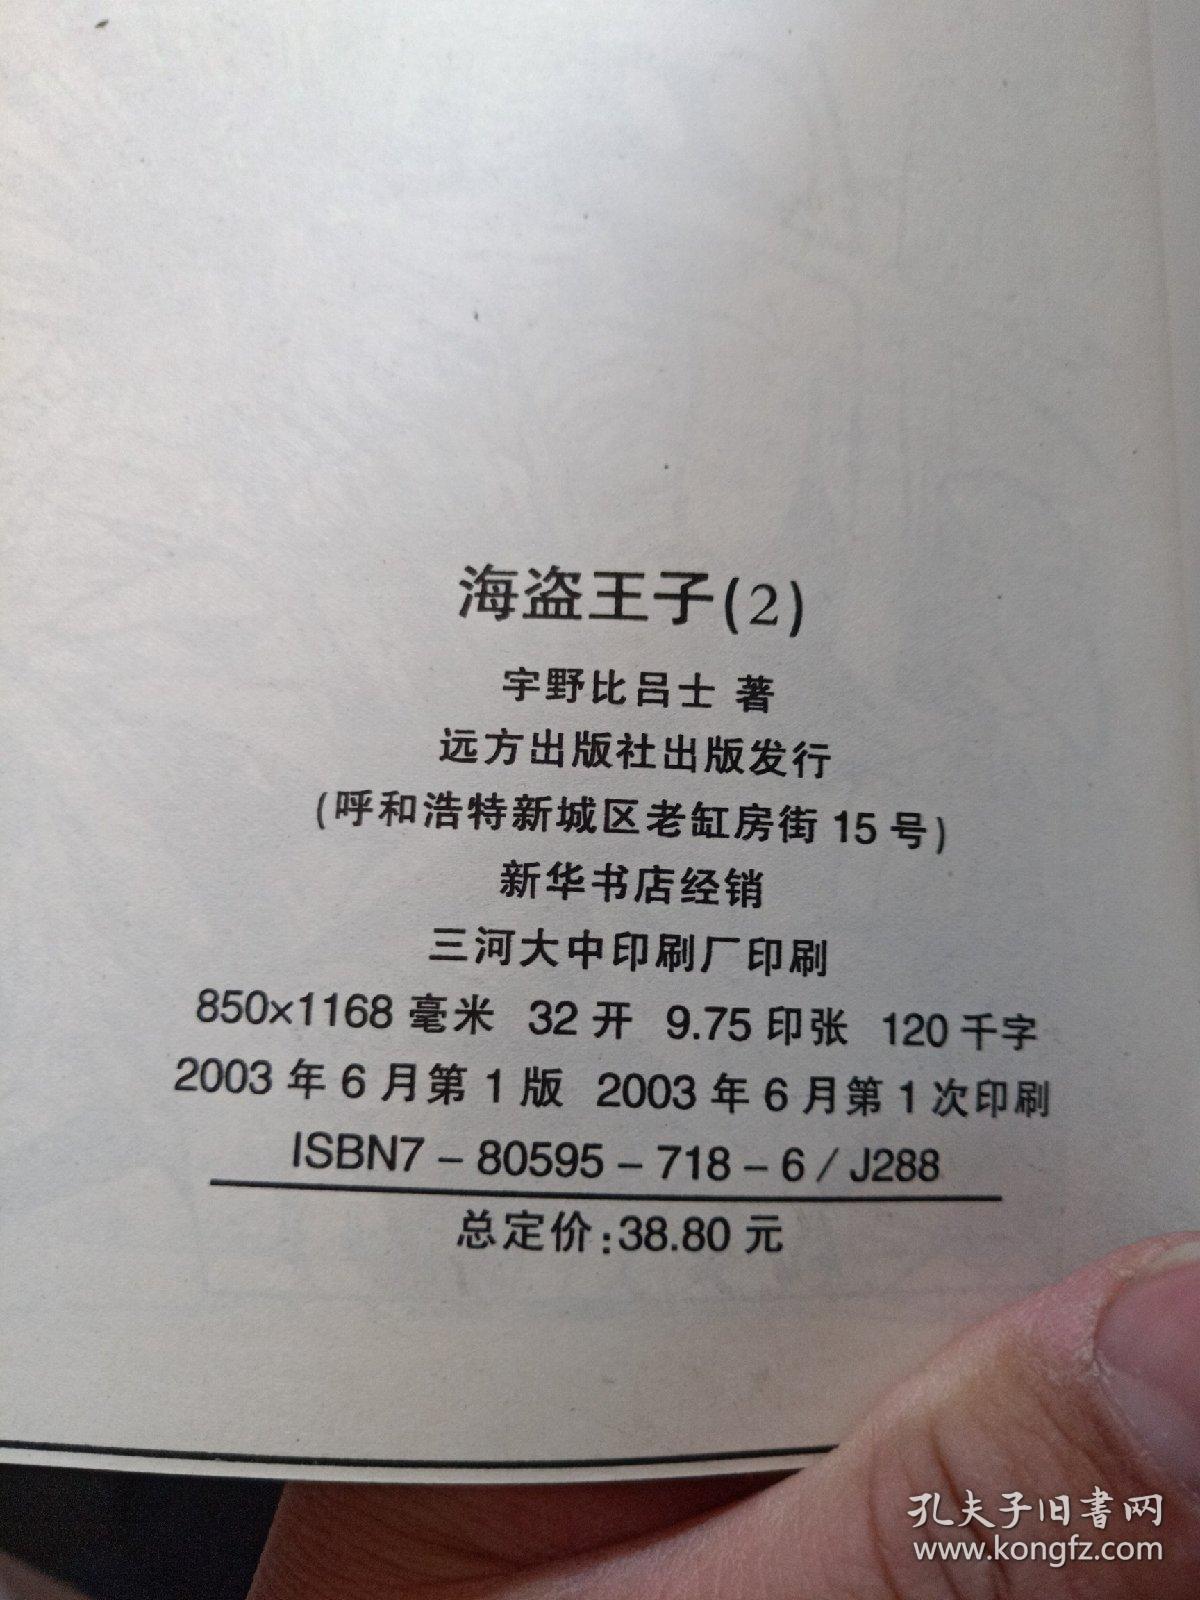 海盗王子(2)
宇野比吕士 著
远方出版社出版发行
(呼和浩特新城区老缸房街 15 号)
新华书店经销
三河大中印刷厂印刷
850×1168 毫米 32 开 9.75 印张 120 千字
2003 年 6 月第 1 版 2003 年 6 月第 1 次印刷
ISBN7－80595－718－6 / J288
总定价:38.80 元
孔夫子旧书网
www.kongfz.com